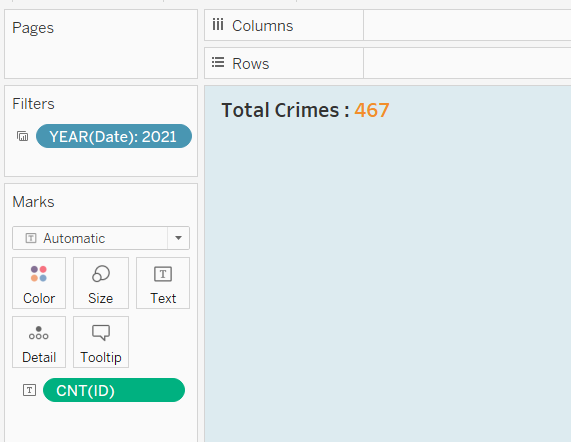 Pages
Columns
Rows
Filters
YEAR(Date): 2021
Total Crimes : 467
Marks
T Automatic
Color
Size
T
Text
Detail
Tooltip
T CNT(ID)